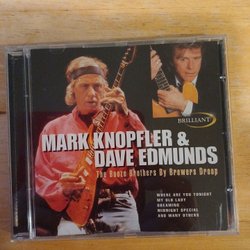 BRILLIANT
MARK KNOPFLER &
DAVE EDMUNDS
The Booze Brothers By Brewers Droop
WHERE ARE YOU TONIGHT
MY OLD LADY
DREAMING
MIDNIGHT SPECIAL
AND MANY OTHERS